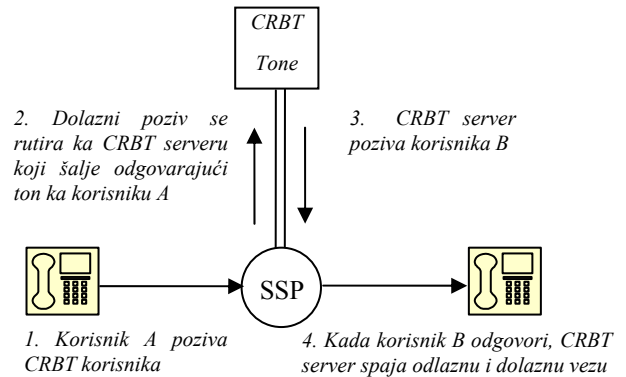 CRBT
Tone
2. Dolazni poziv se
rutira ka CRBT serveru
koji šalje odgovarajući
ton ka korisniku A
3. CRBT server
poziva korisnika B
SSP
1. Korisnik A poziva
CRBT korisnika
4. Kada korisnik B odgovori, CRBT
server spaja odlaznu i dolaznu vezu